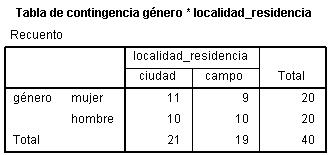 Tabla de contingencia género * localidad_residencia
Recuento
localidad_residencia
ciudad campo Total
género mujer 11 9 20
hombre 10 10 20
Total 21 19 40